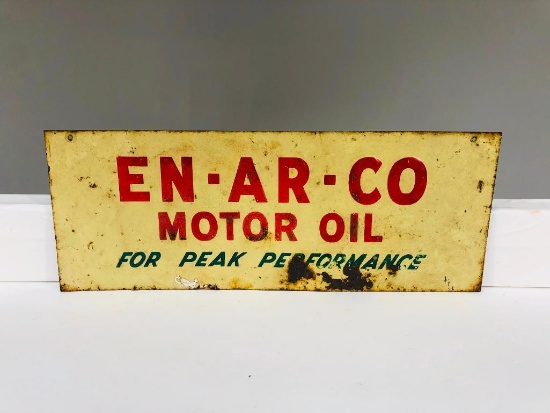 EN-AR-CO
MOTOR OIL
FOR PEAK PERFORMANCE